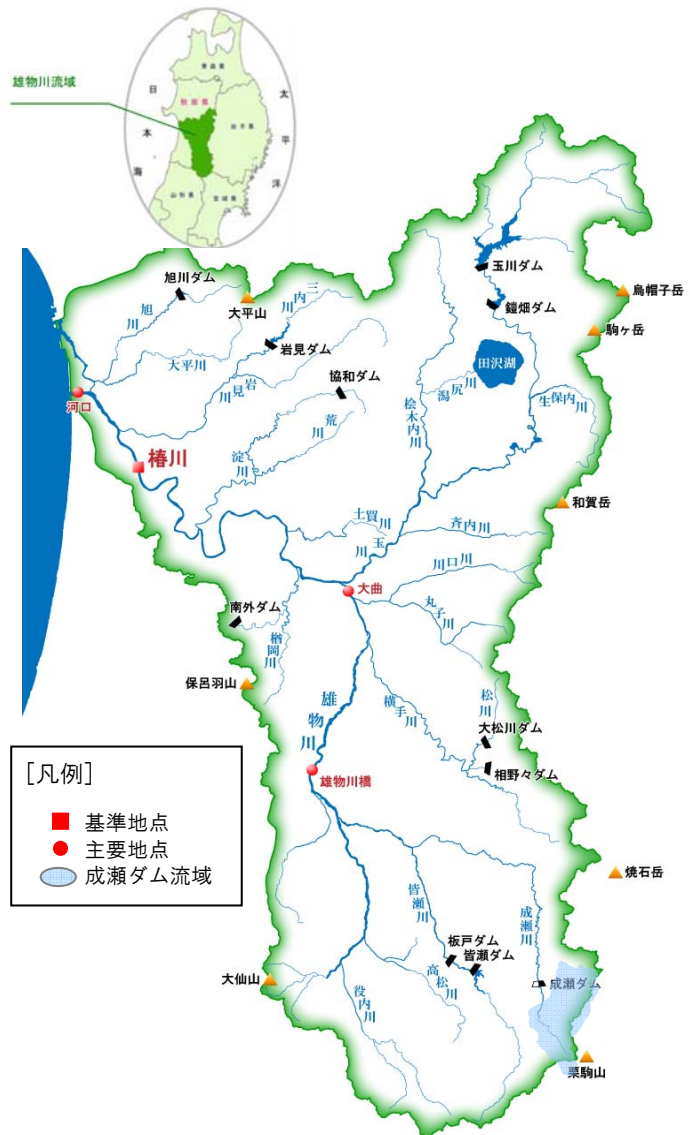 雄物川流域
日本海
太平洋
青森県
秋田県
岩手県
山形県
宮城県
玉川ダム
鎧畑ダム
烏帽子岳
駒ヶ岳
旭川ダム
大平山
三内川
旭川
大平川
岩見ダム
岩見川
協和ダム
田沢湖
潟尻川
桧木内川
生保内川
河口
椿川
荒川
淀川
和賀岳
土買川
玉川
斉内川
川口川
大曲
丸子川
南外ダム
楢岡川
保呂羽山
雄物川
横手川
松川
大松川ダム
相野々ダム
雄物川橋
[凡例]
基準地点
主要地点
成瀬ダム流域
焼石岳
皆瀬川
成瀬川
板戸ダム
皆瀬ダム
高松川
成瀬ダム
大仙山
役内川
栗駒山